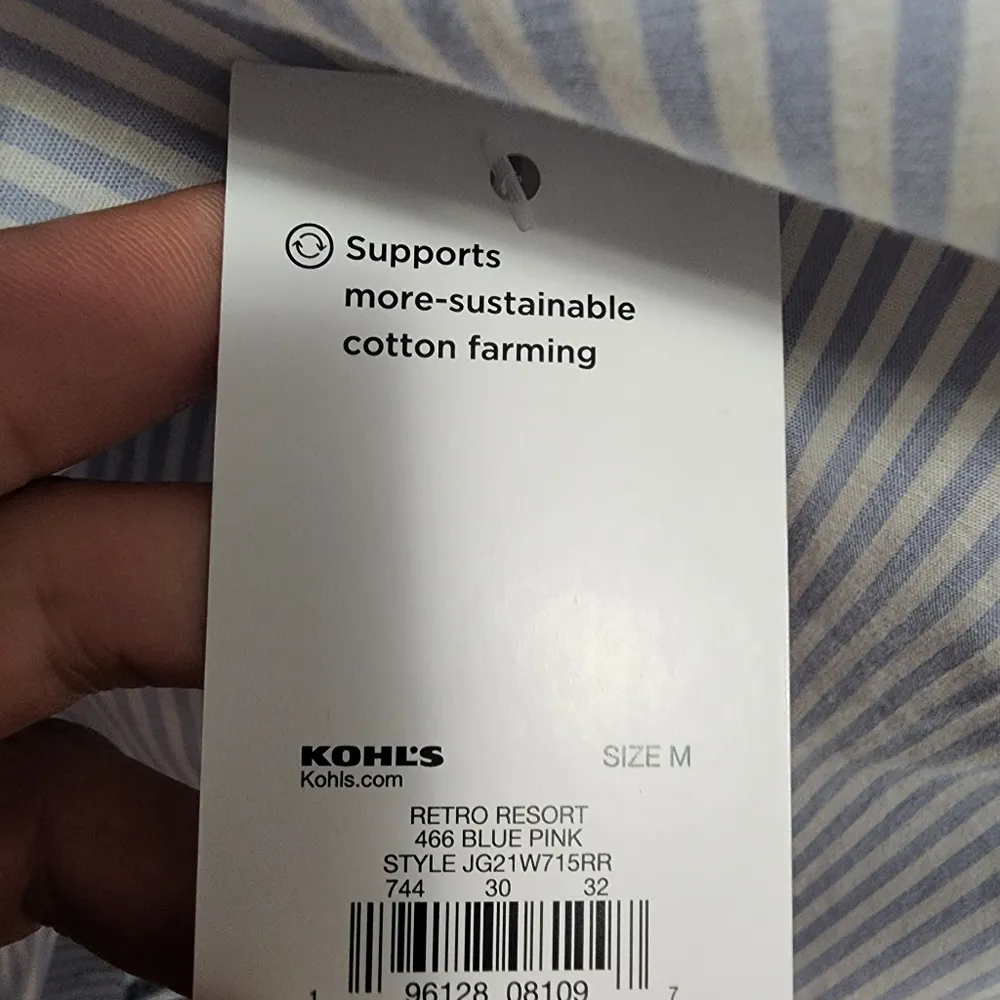 Supports
more-sustainable
cotton farming
KOHL'S
SIZE M
Kohls.com
RETRO RESORT
466 BLUE PINK
STYLE JG21W715RR
744 30 32
1 96128 08109 7